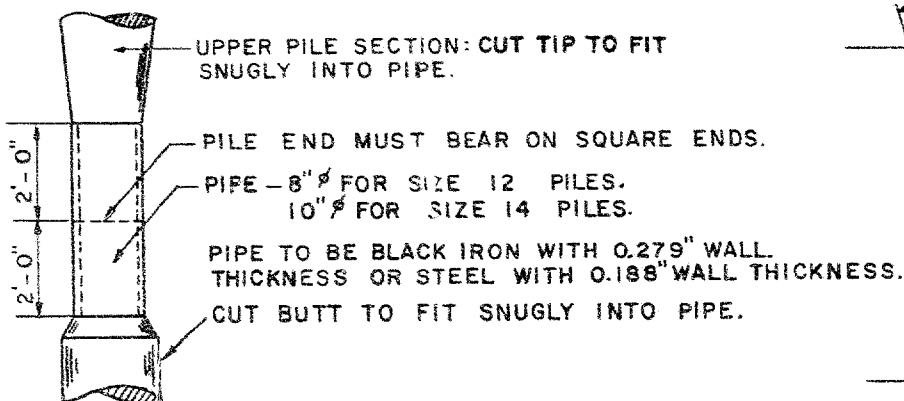 UPPER PILE SECTION: CUT TIP TO FIT
SNUGLY INTO PIPE.
2'-0"
PILE END MUST BEAR ON SQUARE ENDS.
PIPE - 8"ø FOR SIZE 12 PILES.
10"ø FOR SIZE 14 PILES.
2'-0"
PIPE TO BE BLACK IRON WITH 0.279" WALL
THICKNESS OR STEEL WITH 0.188" WALL THICKNESS.
CUT BUTT TO FIT SNUGLY INTO PIPE.